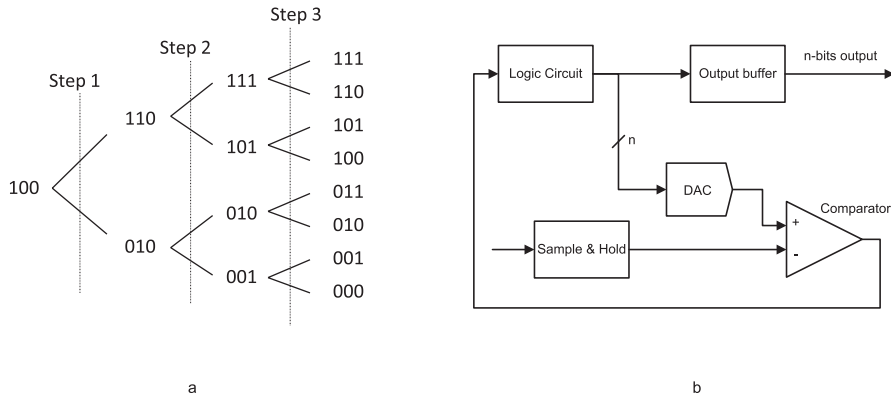 Step 1
Step 2
Step 3
100
110
010
111
101
010
001
111
110
101
100
011
010
001
000
a
Logic Circuit
Output buffer
n-bits output
n
DAC
Comparator
+
-
Sample & Hold
b